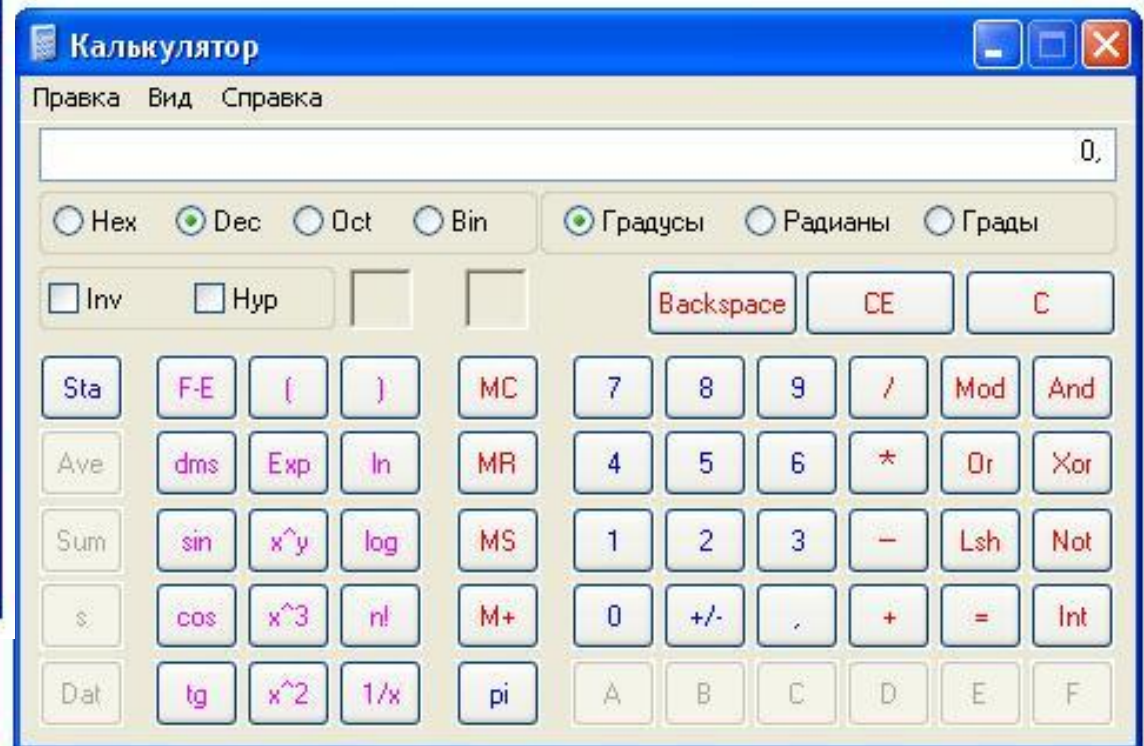 Калькулятор
Правка Вид Справка
0,
Hex Dec Oct Bin Градусы Радианы Грады
Inv Hyp Backspace CE C
Sta F-E ( ) MC 7 8 9 / Mod And
Ave dms Exp ln MR 4 5 6 * Or Xor
Sum sin x^y log MS 1 2 3 − Lsh Not
s cos x^3 n! M+ 0 +/- , + = Int
Dat tg x^2 1/x pi A B C D E F